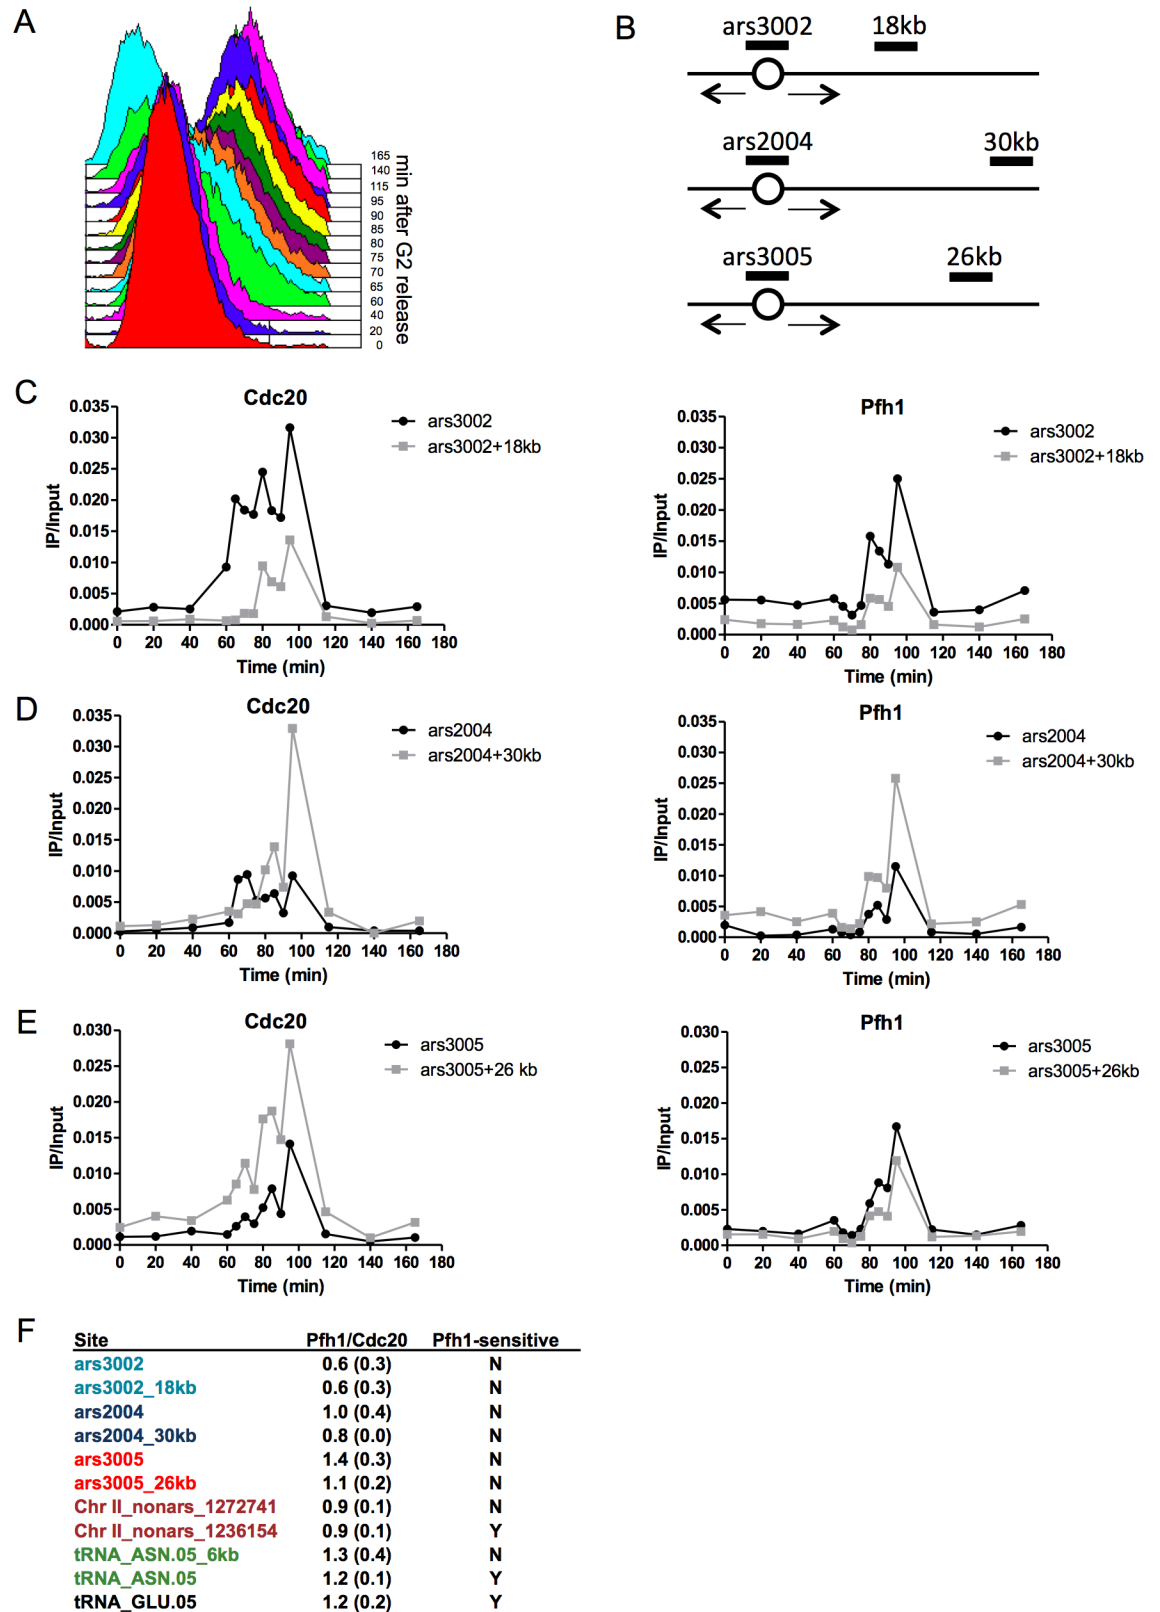 A
165
140
115
95
90
85
80
75
70
65
60
40
20
0
min after G2 release
B
ars3002 18kb
ars2004 30kb
ars3005 26kb
C
Cdc20
0.035
0.030
0.025
0.020
0.015
0.010
0.005
0.000
IP/Input
0 20 40 60 80 100 120 140 160 180
Time (min)
ars3002
ars3002+18kb
Pfh1
0.035
0.030
0.025
0.020
0.015
0.010
0.005
0.000
IP/Input
0 20 40 60 80 100 120 140 160 180
Time (min)
ars3002
ars3002+18kb
D
Cdc20
0.035
0.030
0.025
0.020
0.015
0.010
0.005
0.000
IP/Input
0 20 40 60 80 100 120 140 160 180
Time (min)
ars2004
ars2004+30kb
Pfh1
0.035
0.030
0.025
0.020
0.015
0.010
0.005
0.000
IP/Input
0 20 40 60 80 100 120 140 160 180
Time (min)
ars2004
ars2004+30kb
E
Cdc20
0.030
0.025
0.020
0.015
0.010
0.005
0.000
IP/Input
0 20 40 60 80 100 120 140 160 180
Time (min)
ars3005
ars3005+26 kb
Pfh1
0.030
0.025
0.020
0.015
0.010
0.005
0.000
IP/Input
0 20 40 60 80 100 120 140 160 180
Time (min)
ars3005
ars3005+26kb
F
Site Pfh1/Cdc20 Pfh1-sensitive
ars3002 0.6 (0.3) N
ars3002_18kb 0.6 (0.3) N
ars2004 1.0 (0.4) N
ars2004_30kb 0.8 (0.0) N
ars3005 1.4 (0.3) N
ars3005_26kb 1.1 (0.2) N
Chr II_nonars_1272741 0.9 (0.1) N
Chr II_nonars_1236154 0.9 (0.1) Y
tRNA_ASN.05_6kb 1.3 (0.4) N
tRNA_ASN.05 1.2 (0.1) Y
tRNA_GLU.05 1.2 (0.2) Y